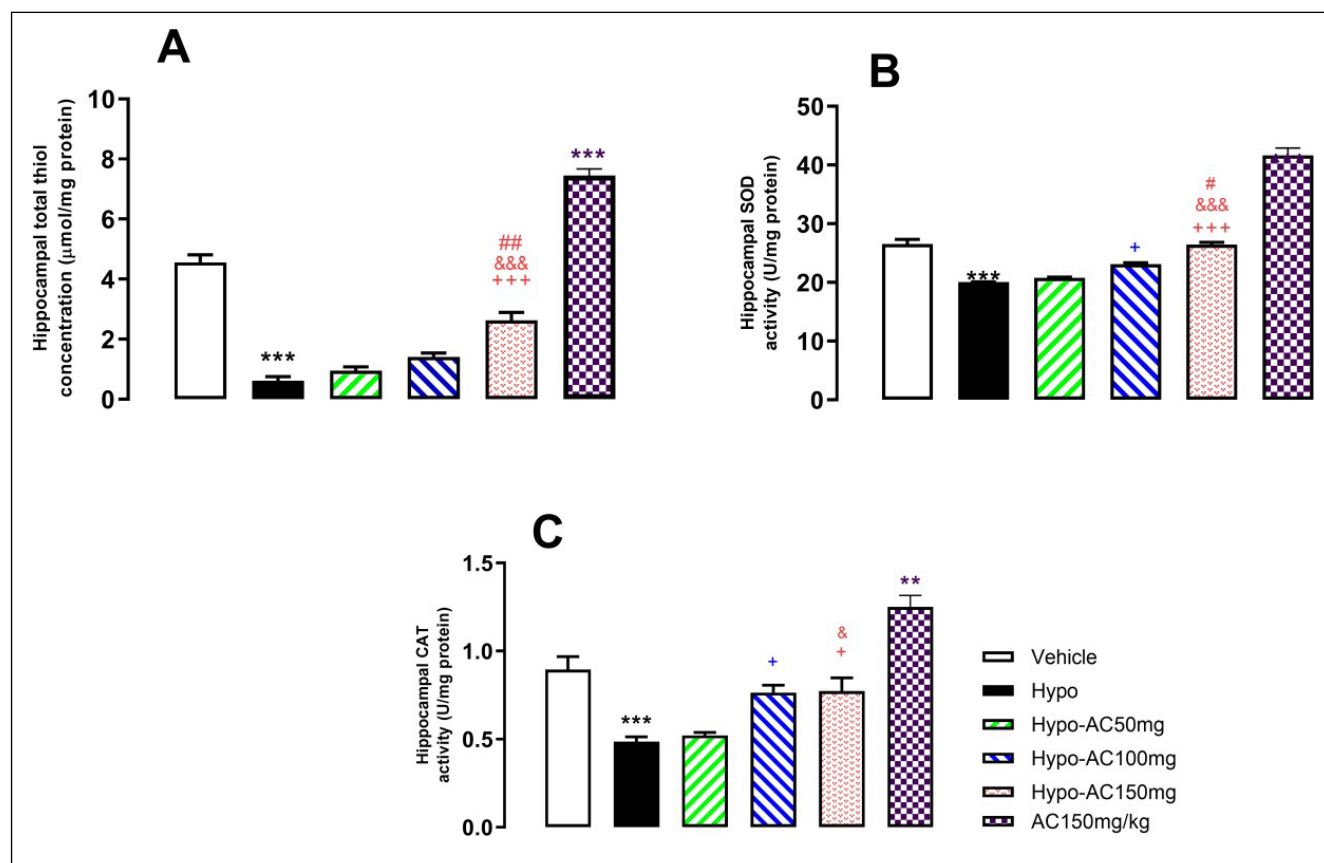 A
Hippocampal total thiol
concentration (μmol/mg protein)
10
8
6
4
2
0
***
##
&&&
+++
***
B
Hippocampal SOD
activity (U/mg protein)
50
40
30
20
10
0
***
+
#
&&&
+++
C
Hippocampal CAT
activity (U/mg protein)
1.5
1.0
0.5
0.0
***
+
&
+
**
Vehicle
Hypo
Hypo-AC50mg
Hypo-AC100mg
Hypo-AC150mg
AC150mg/kg